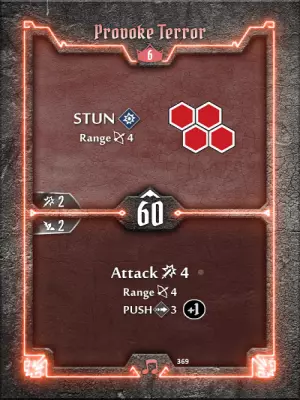 Provoke Terror
6
STUN
Range 4
2
60
2
Attack 4
Range 4
PUSH 3 +1
369